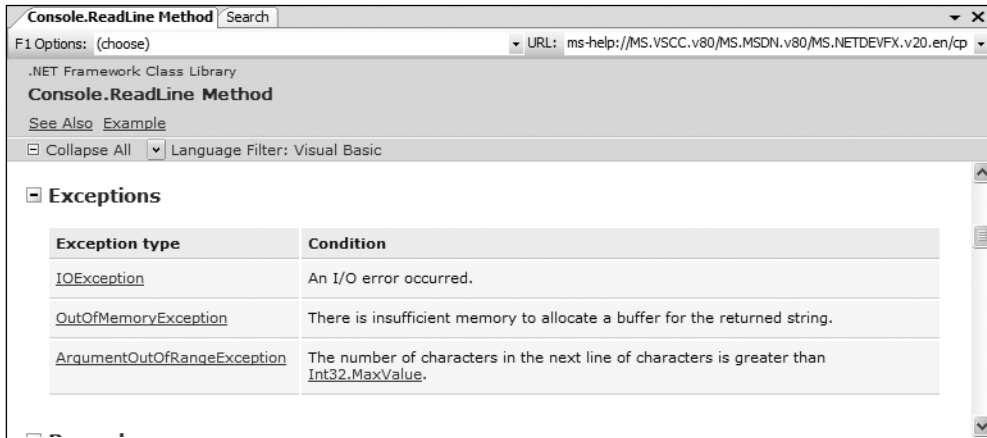 Console.ReadLine Method Search
F1 Options: (choose) URL: ms-help://MS.VSCC.v80/MS.MSDN.v80/MS.NETDEVFX.v20.en/cp
.NET Framework Class Library
Console.ReadLine Method
See Also Example
Collapse All Language Filter: Visual Basic
Exceptions
Exception type Condition
IOException An I/O error occurred.
OutOfMemoryException There is insufficient memory to allocate a buffer for the returned string.
ArgumentOutOfRangeException The number of characters in the next line of characters is greater than
Int32.MaxValue.